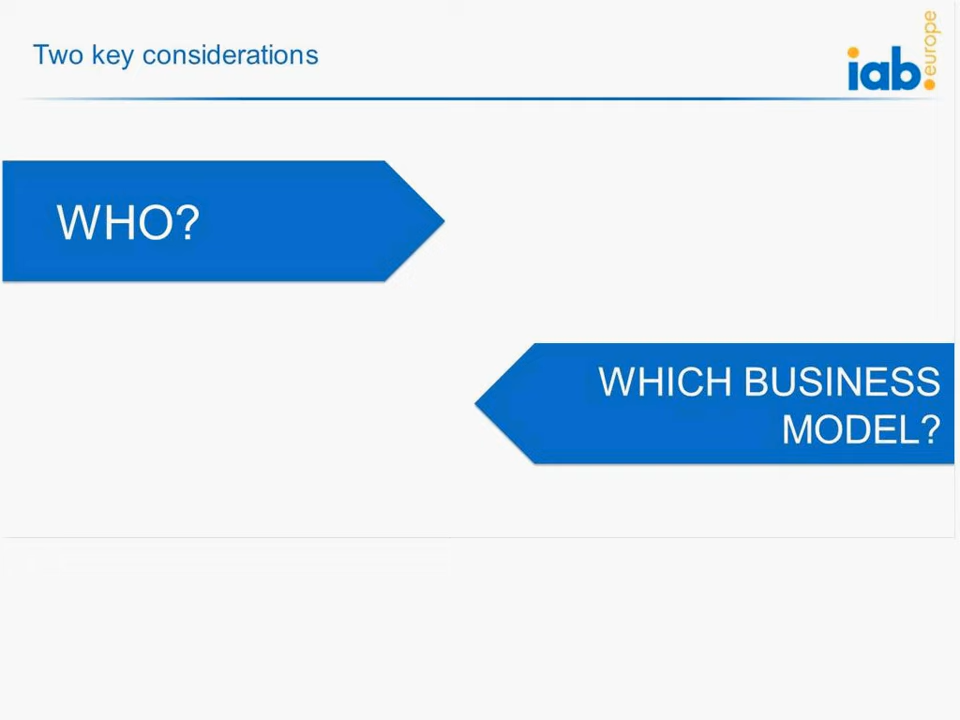 Two key considerations
iab.
europe
WHO?
WHICH BUSINESS
MODEL?